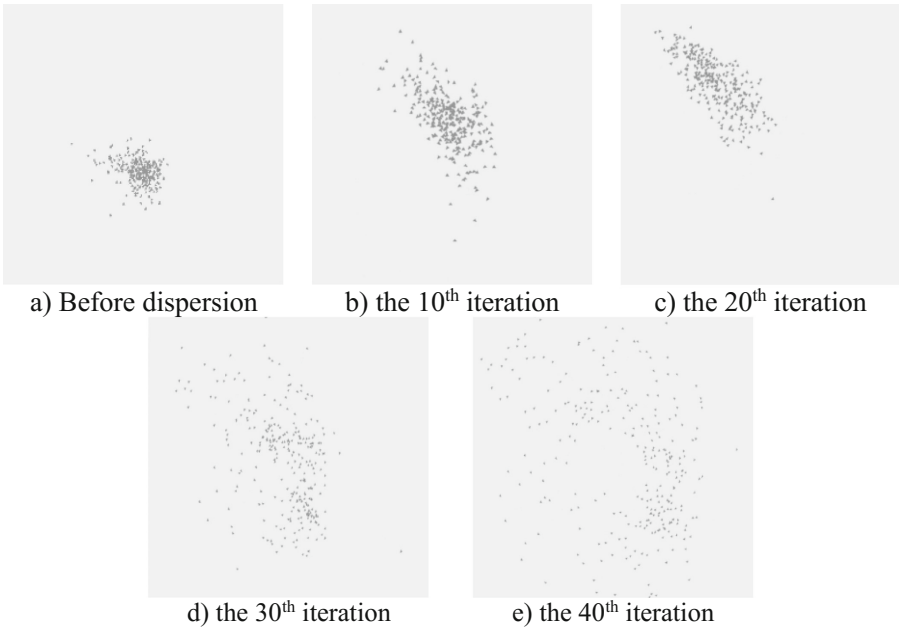 a) Before dispersion
b) the 10th iteration
c) the 20th iteration
d) the 30th iteration
e) the 40th iteration